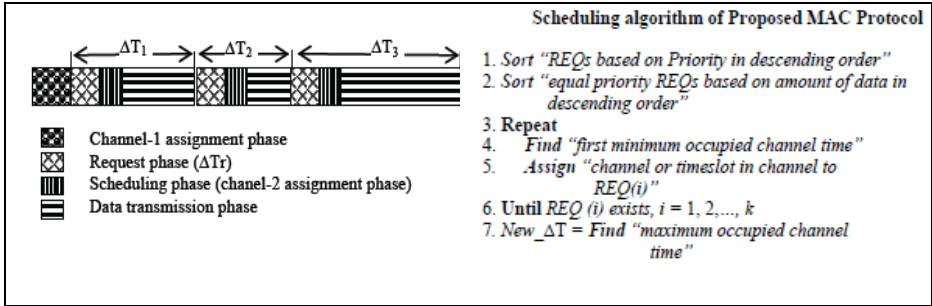 ΔT1
ΔT2
ΔT3
Channel-1 assignment phase
Request phase (ΔTr)
Scheduling phase (chanel-2 assignment phase)
Data transmission phase
Scheduling algorithm of Proposed MAC Protocol
1. Sort “REQs based on Priority in descending order”
2. Sort “equal priority REQs based on amount of data in
descending order”
3. Repeat
4. Find “first minimum occupied channel time”
5. Assign “channel or timeslot in channel to
REQ(i)”
6. Until REQ (i) exists, i = 1, 2,..., k
7. New_ΔT = Find “maximum occupied channel
time”